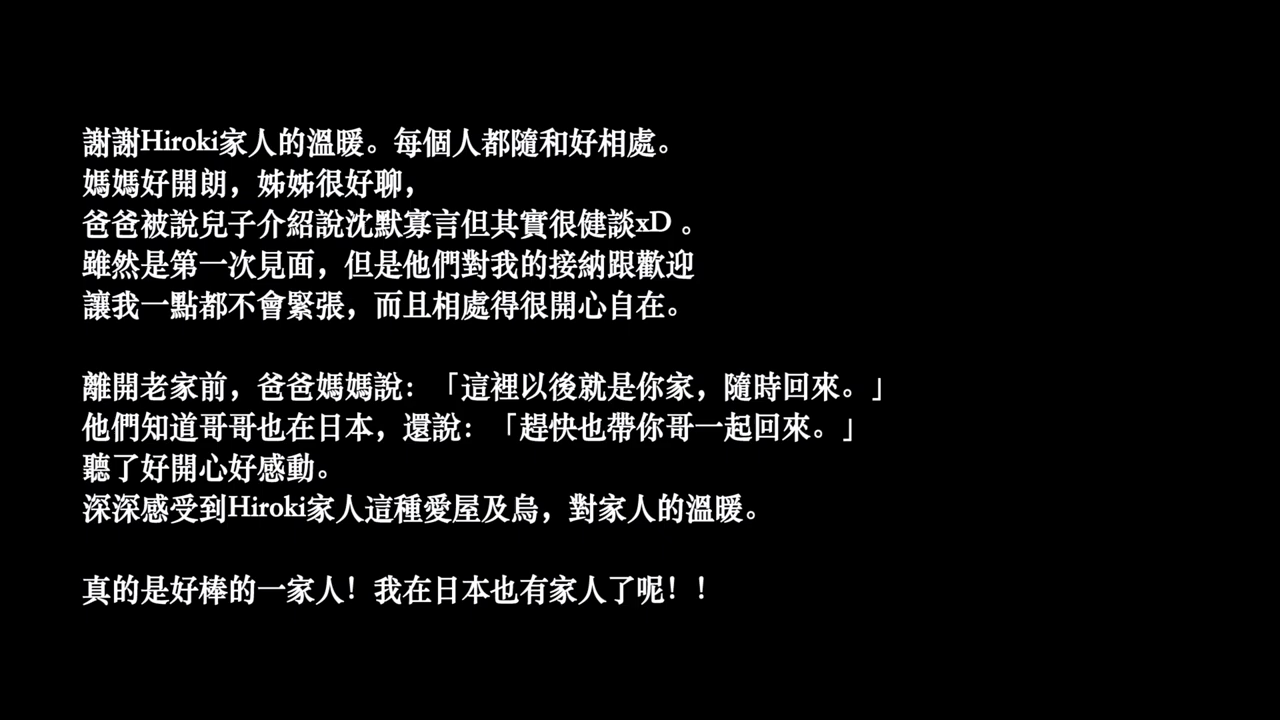 謝謝Hiroki家人的溫暖。每個人都隨和好相處。
媽媽好開朗，姊姊很好聊，
爸爸被說兒子介紹說沈默寡言但其實很健談xD 。
雖然是第一次見面，但是他們對我的接納跟歡迎
讓我一點都不會緊張，而且相處得很開心自在。
離開老家前，爸爸媽媽說：「這裡以後就是你家，隨時回來。」
他們知道哥哥也在日本，還說：「趕快也帶你哥一起回來。」
聽了好開心好感動。
深深感受到Hiroki家人這種愛屋及烏，對家人的溫暖。
真的是好棒的一家人！我在日本也有家人了呢！！